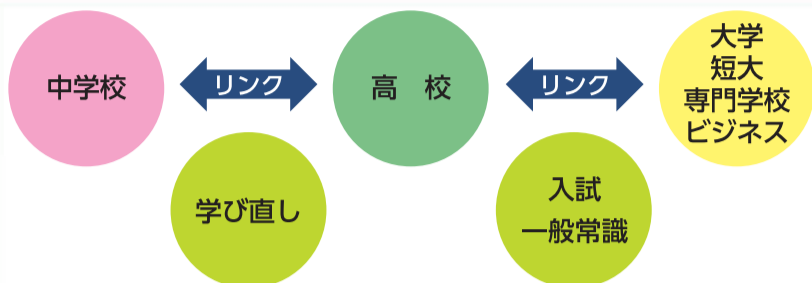 中学校
リンク
高　校
リンク
大学
短大
専門学校
ビジネス
学び直し
入試
一般常識